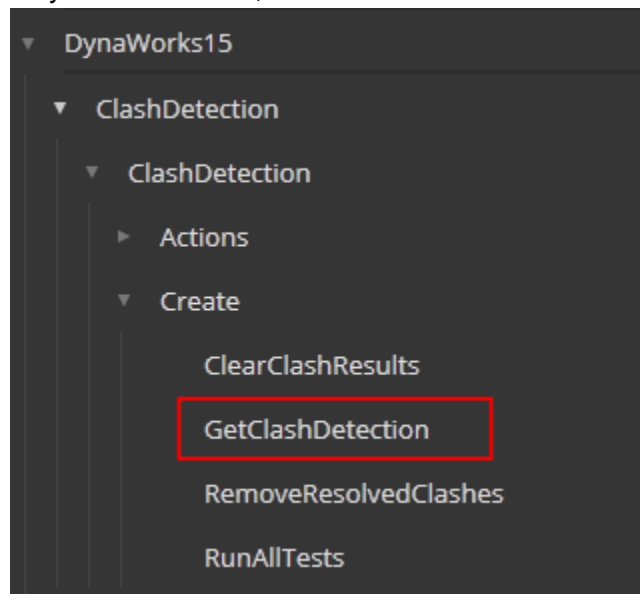 DynaWorks15
ClashDetection
ClashDetection
Actions
Create
ClearClashResults
GetClashDetection
RemoveResolvedClashes
RunAllTests